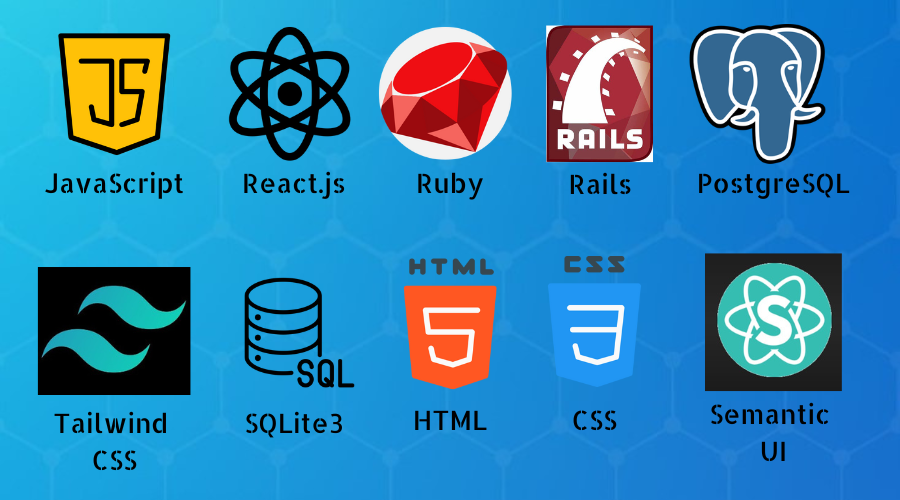 JS
RAILS
JavaScript
React.js
Ruby
Rails
PostgreSQL
HTML
CSS
5
3
S
SQL
Tailwind
CSS
SQLite3
HTML
CSS
Semantic
UI